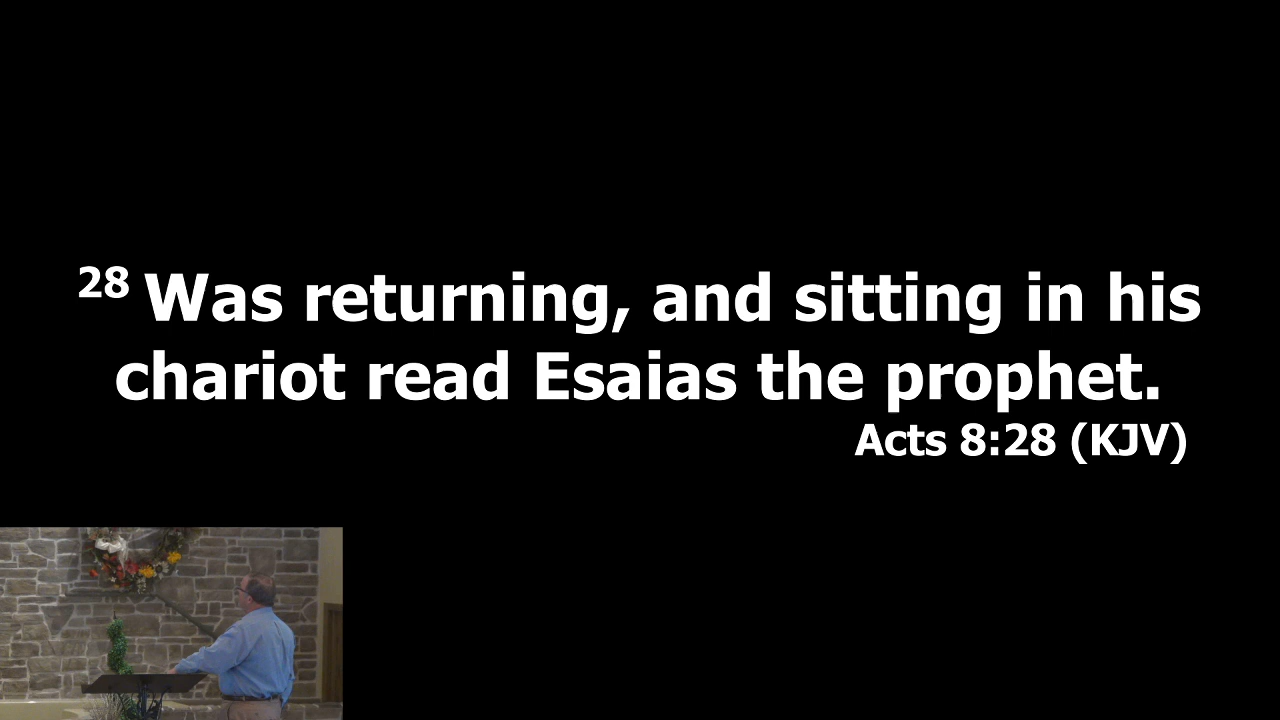 28 Was returning, and sitting in his
chariot read Esaias the prophet.
Acts 8:28 (KJV)